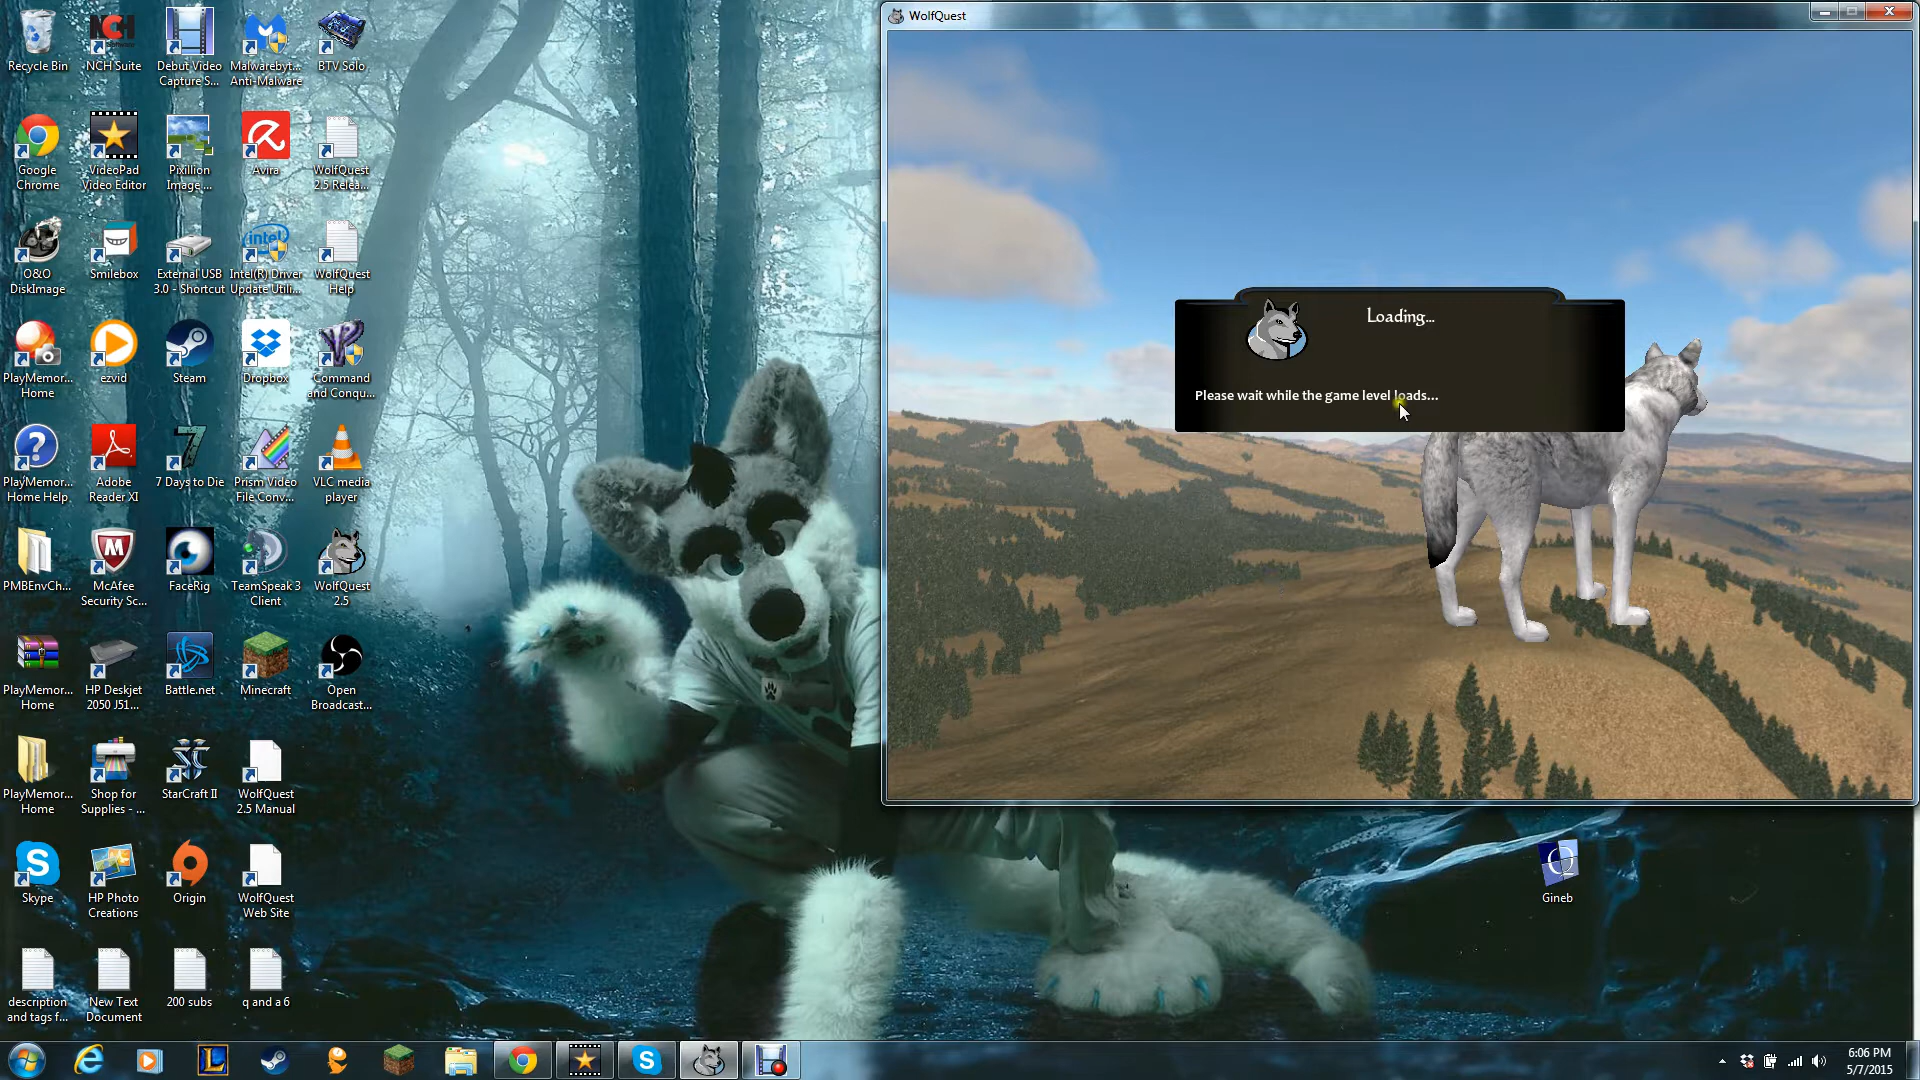 Recycle Bin
NCH Suite
Debut Video
Capture S...
Malwarebyt...
Anti-Malware
BTV Solo
Google
Chrome
VideoPad
Video Editor
Pixillion
Image ...
Avira
WolfQuest
2.5 Relea...
O&O
DiskImage
Smilebox
External USB
3.0 - Shortcut
Intel(R) Driver
Update Utili...
WolfQuest
Help
PlayMemor...
Home
ezvid
Steam
Dropbox
Command
and Conqu...
PlayMemor...
Home Help
Adobe
Reader XI
7 Days to Die
Prism Video
File Conv...
VLC media
player
PMBEnvCh...
McAfee
Security Sc...
FaceRig
TeamSpeak 3
Client
WolfQuest
2.5
PlayMemor...
Home
HP Deskjet
2050 J51...
Battle.net
Minecraft
Open
Broadcast...
PlayMemor...
Home
Shop for
Supplies - ...
StarCraft II
WolfQuest
2.5 Manual
Skype
HP Photo
Creations
Origin
WolfQuest
Web Site
description
and tags f...
New Text
Document
200 subs
q and a 6
WolfQuest
Loading...
Please wait while the game level loads...
Gineb
6:06 PM
5/7/2015